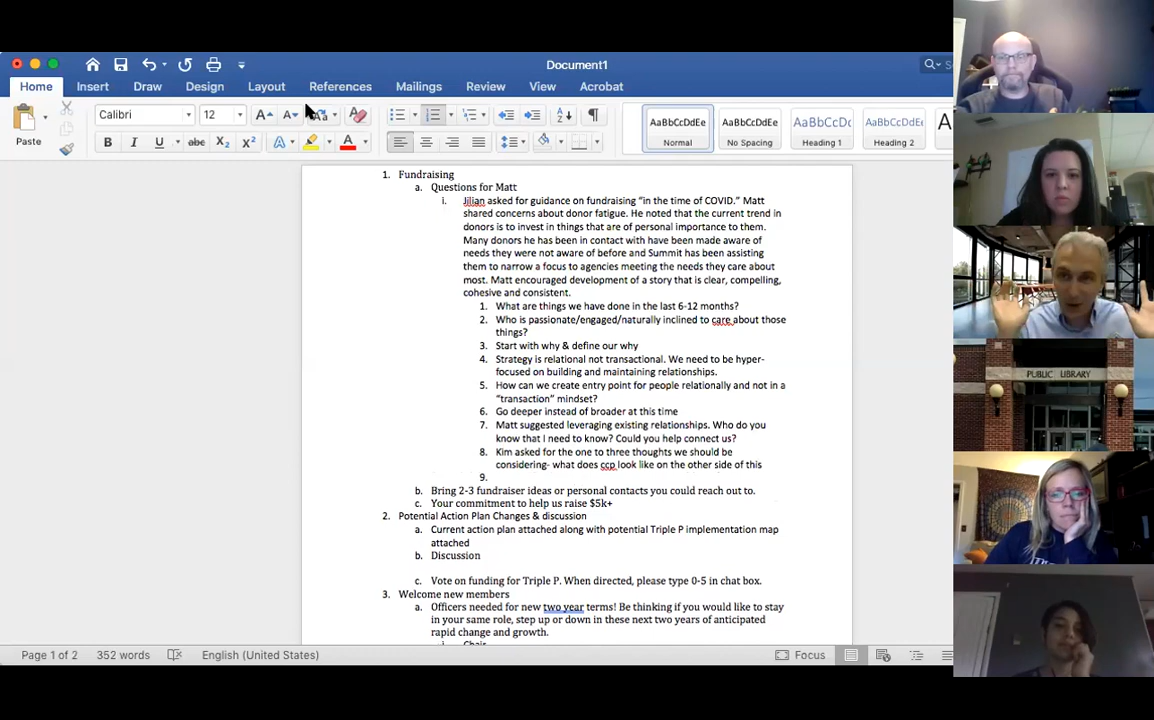 Document1
Home Insert Draw Design Layout References Mailings Review View Acrobat
Calibri 12
Paste
AaBbCcDdEe AaBbCcDdEe AaBbCcDc AaBbCcDdEe
Normal No Spacing Heading 1 Heading 2
1. Fundraising
a. Questions for Matt
i. Jilian asked for guidance on fundraising “in the time of COVID.” Matt
shared concerns about donor fatigue. He noted that the current trend in
donors is to invest in things that are of personal importance to them.
Many donors he has been in contact with have been made aware of
needs they were not aware of before and Summit has been assisting
them to narrow a focus to agencies meeting the needs they care about
most. Matt encouraged development of a story that is clear, compelling,
cohesive and consistent.
1. What are things we have done in the last 6-12 months?
2. Who is passionate/engaged/naturally inclined to care about those
things?
3. Start with why & define our why
4. Strategy is relational not transactional. We need to be hyper-
focused on building and maintaining relationships.
5. How can we create entry point for people relationally and not in a
“transaction” mindset?
6. Go deeper instead of broader at this time
7. Matt suggested leveraging existing relationships. Who do you
know that I need to know? Could you help connect us?
8. Kim asked for the one to three thoughts we should be
considering- what does ccp look like on the other side of this
9.
b. Bring 2-3 fundraiser ideas or personal contacts you could reach out to.
c. Your commitment to help us raise $5k+
2. Potential Action Plan Changes & discussion
a. Current action plan attached along with potential Triple P implementation map
attached
b. Discussion
c. Vote on funding for Triple P. When directed, please type 0-5 in chat box.
3. Welcome new members
a. Officers needed for new two year terms! Be thinking if you would like to stay
in your same role, step up or down in these next two years of anticipated
rapid change and growth.
i. Chair
Page 1 of 2 352 words English (United States) Focus
PUBLIC LIBRARY